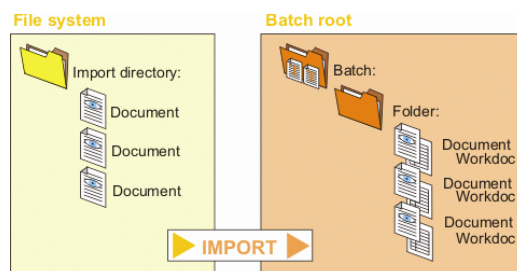 File system
Import directory:
Document
Document
Document
Batch root
Batch:
Folder:
Document
Workdoc
Document
Workdoc
Document
Workdoc
IMPORT